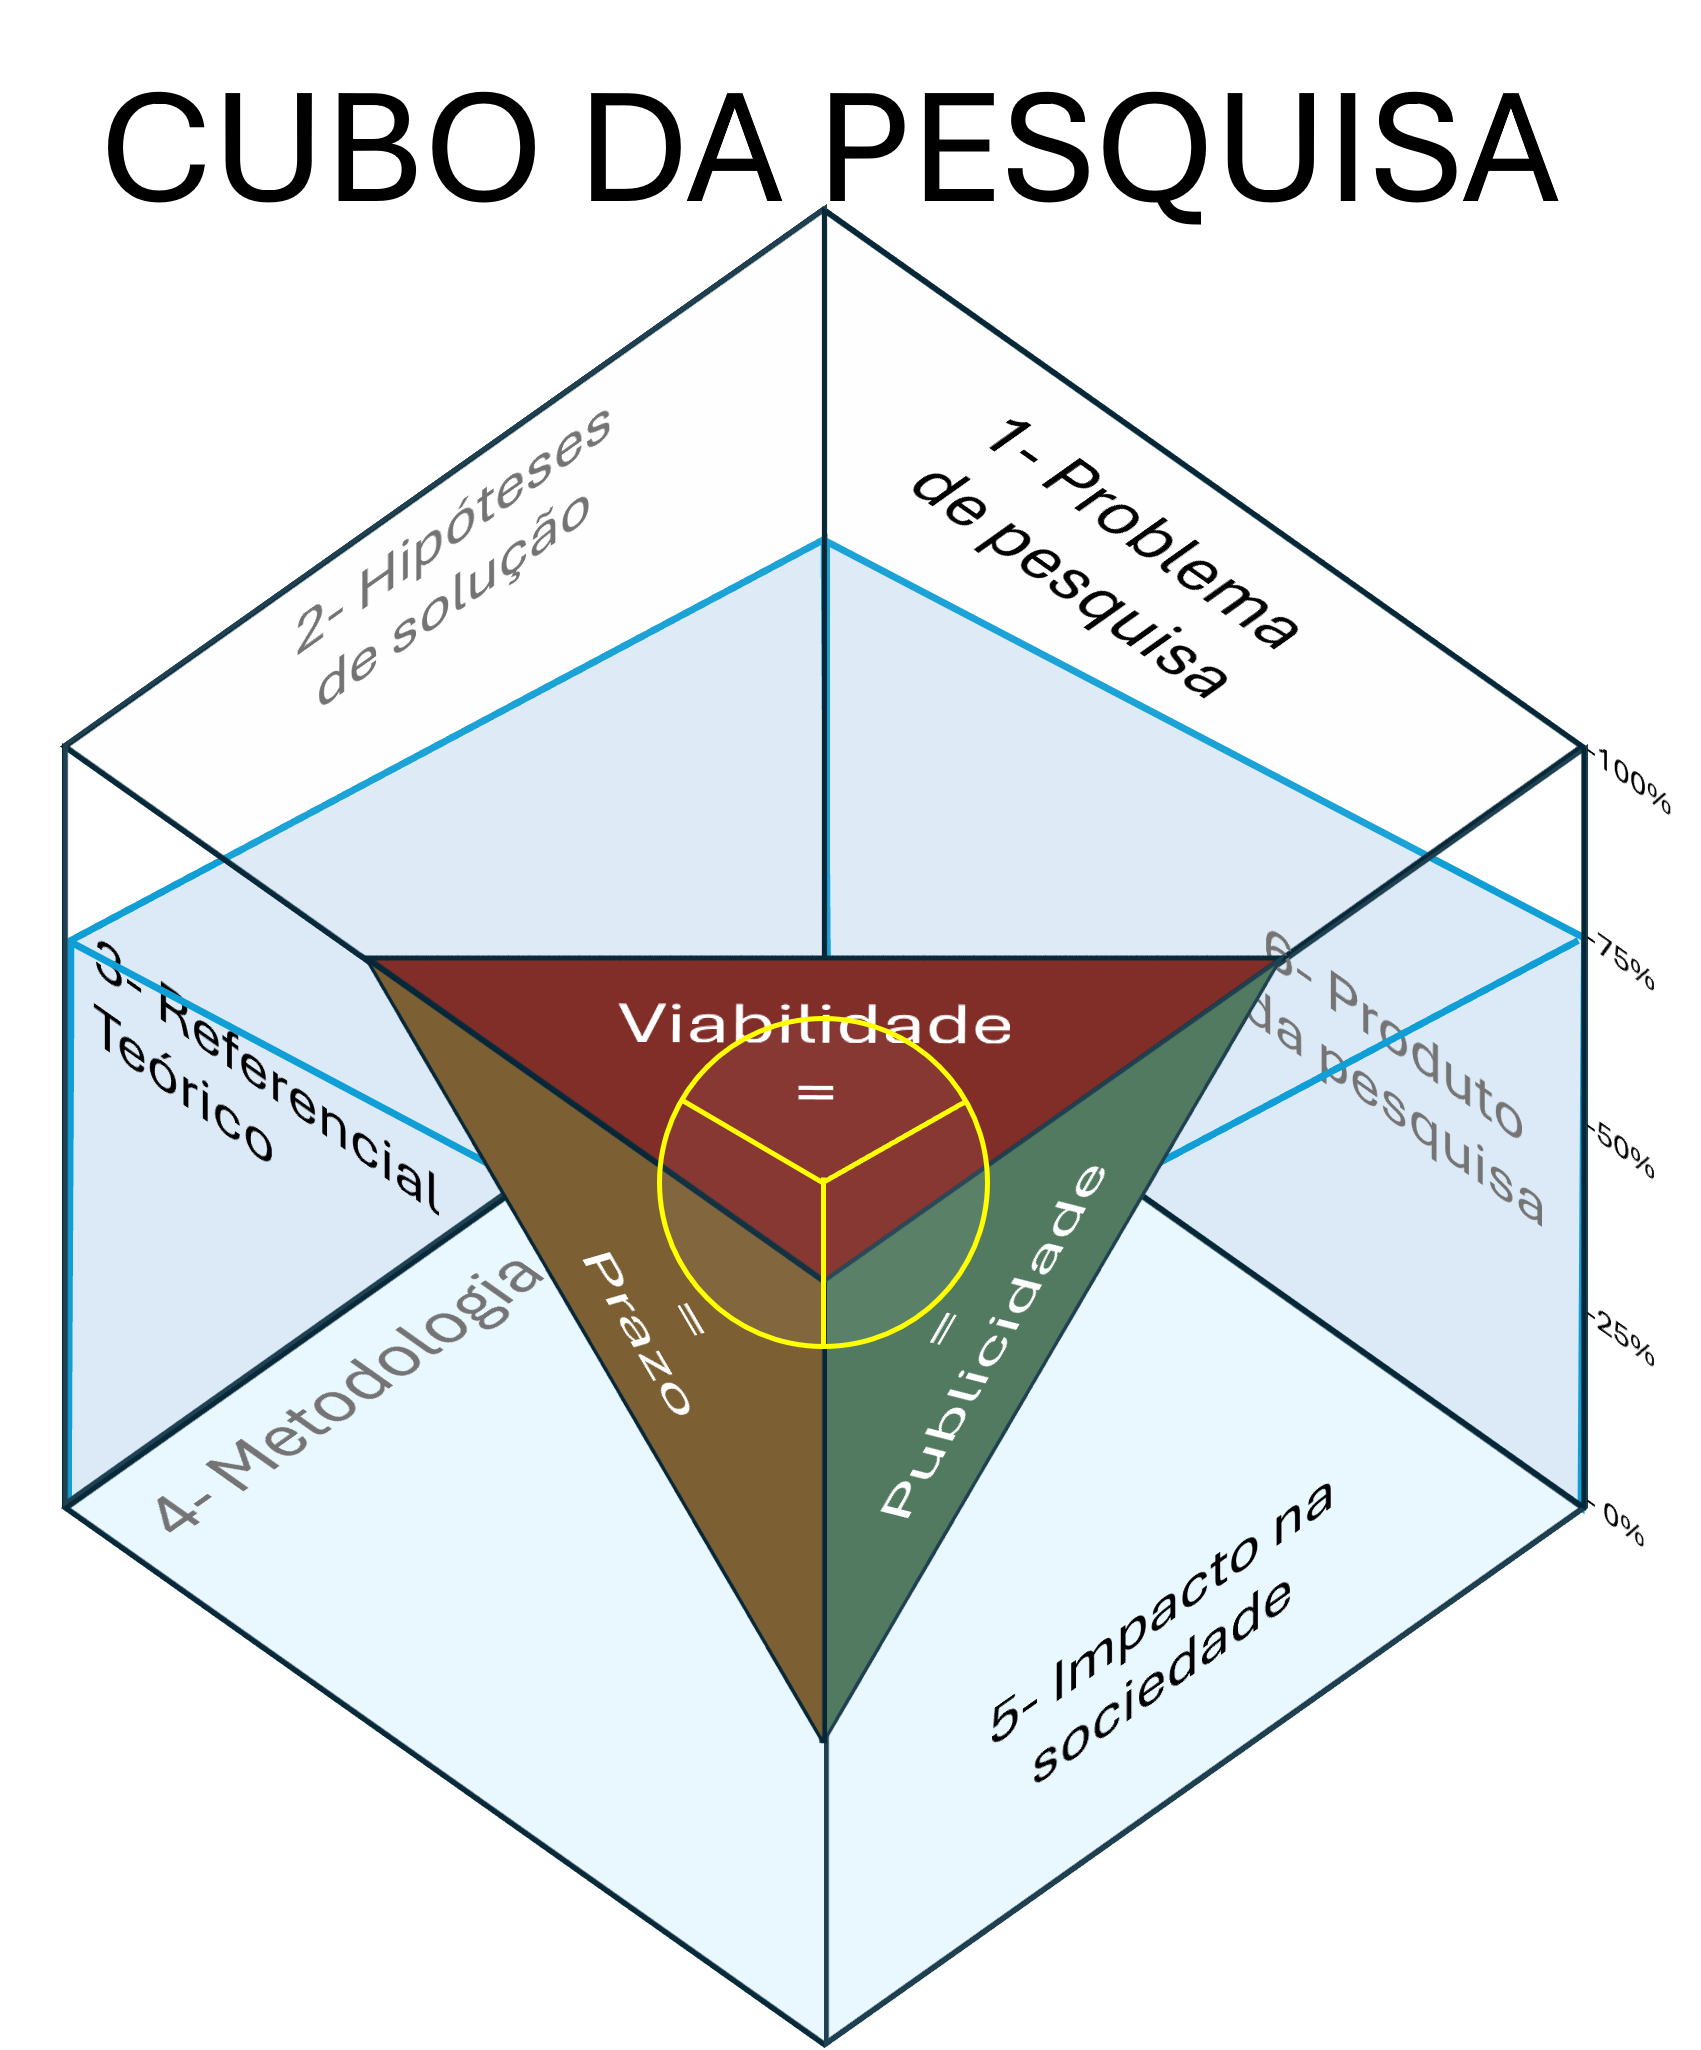 CUBO DA PESQUISA
2- Hipóteses
de solução
1- Problema
de pesquisa
100%
75%
50%
25%
0%
3- Referencial
Teórico
6- Produto
da pesquisa
Viabilidade
=
=
Prazo
=
Publicidade
4- Metodologia
5- Impacto na
sociedade